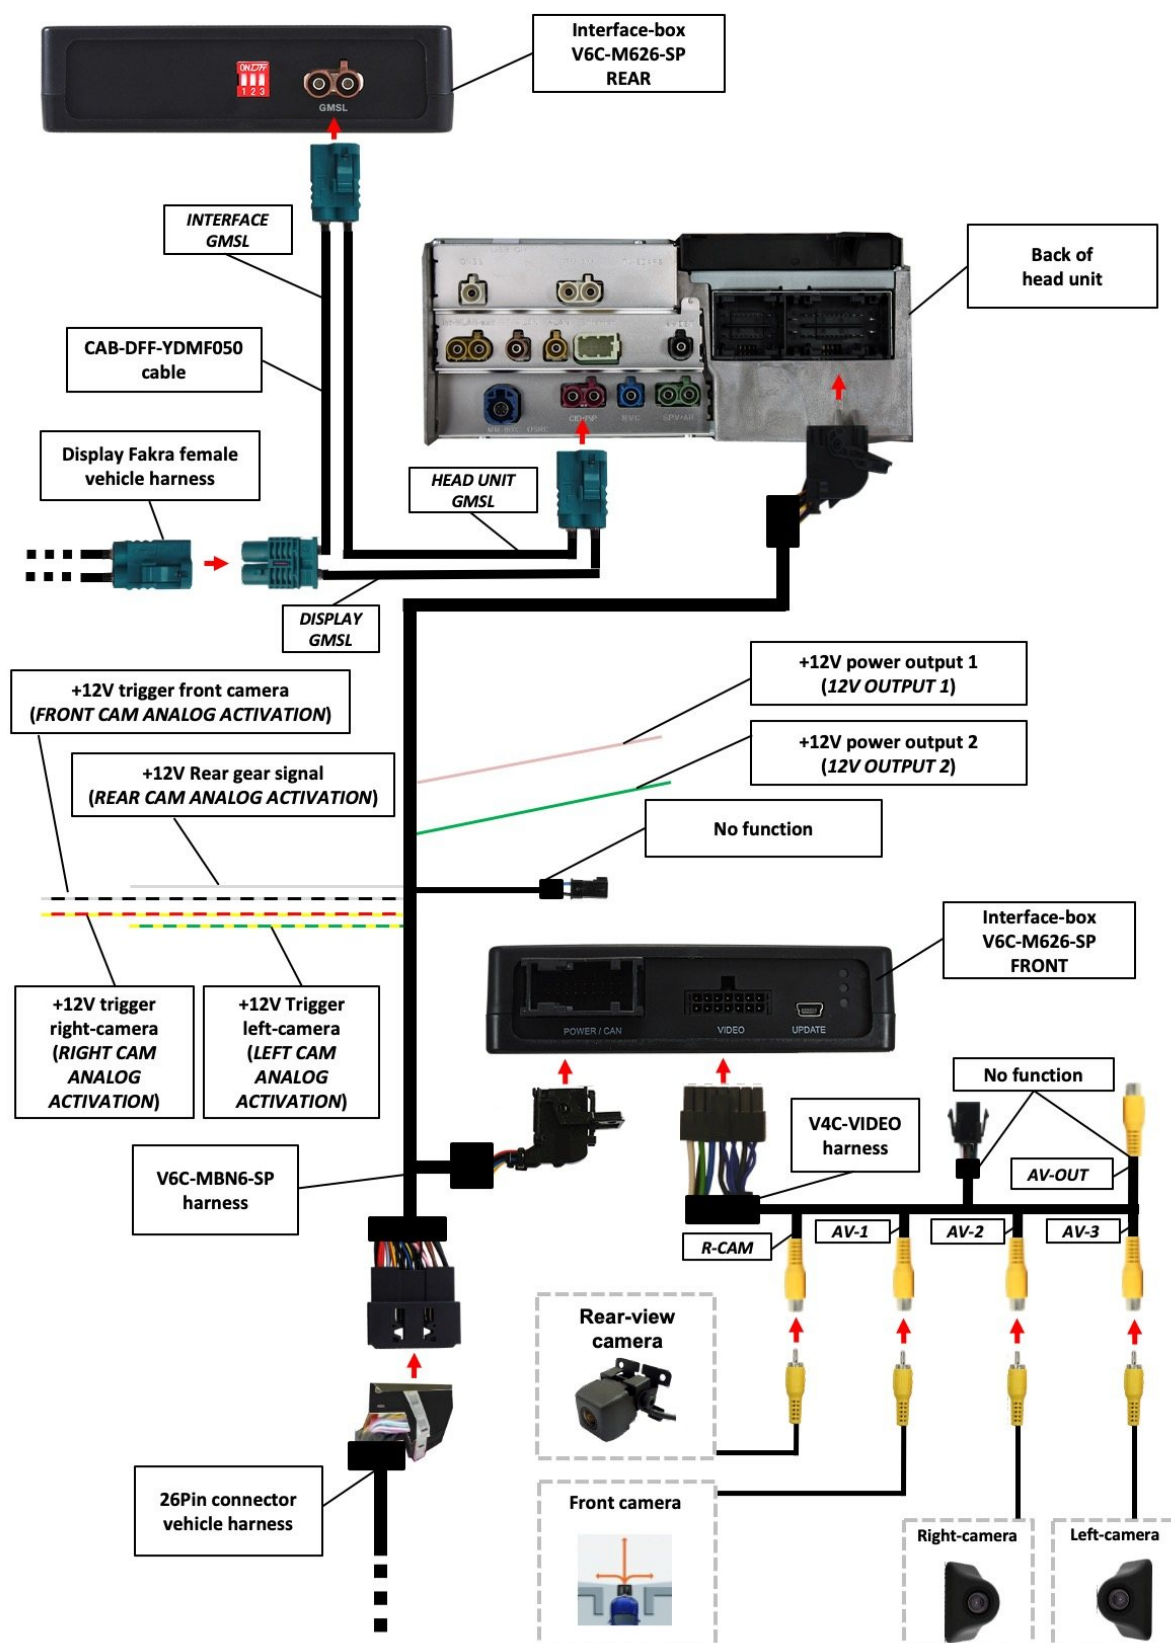 Interface-box
V6C-M626-SP
REAR
ON
1 2 3
GMSL
INTERFACE
GMSL
Back of
head unit
CAB-DFF-YDMF050
cable
RVC
Display Fakra female
vehicle harness
HEAD UNIT
GMSL
DISPLAY
GMSL
+12V power output 1
(12V OUTPUT 1)
+12V trigger front camera
(FRONT CAM ANALOG ACTIVATION)
+12V power output 2
(12V OUTPUT 2)
+12V Rear gear signal
(REAR CAM ANALOG ACTIVATION)
No function
Interface-box
V6C-M626-SP
FRONT
+12V trigger
right-camera
(RIGHT CAM
ANALOG
ACTIVATION)
+12V Trigger
left-camera
(LEFT CAM
ANALOG
ACTIVATION)
POWER / CAN
VIDEO
UPDATE
No function
V4C-VIDEO
harness
V6C-MBN6-SP
harness
AV-OUT
R-CAM
AV-1
AV-2
AV-3
Rear-view
camera
26Pin connector
vehicle harness
Front camera
Right-camera
Left-camera